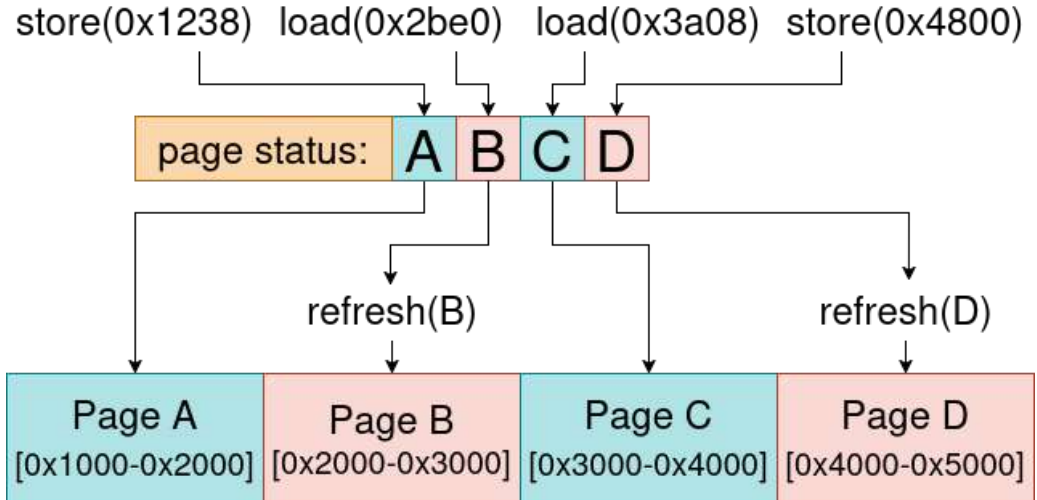 store(0x1238) load(0x2be0) load(0x3a08) store(0x4800)
page status: A B C D
refresh(B) refresh(D)
Page A Page B Page C Page D
[0x1000-0x2000] [0x2000-0x3000] [0x3000-0x4000] [0x4000-0x5000]